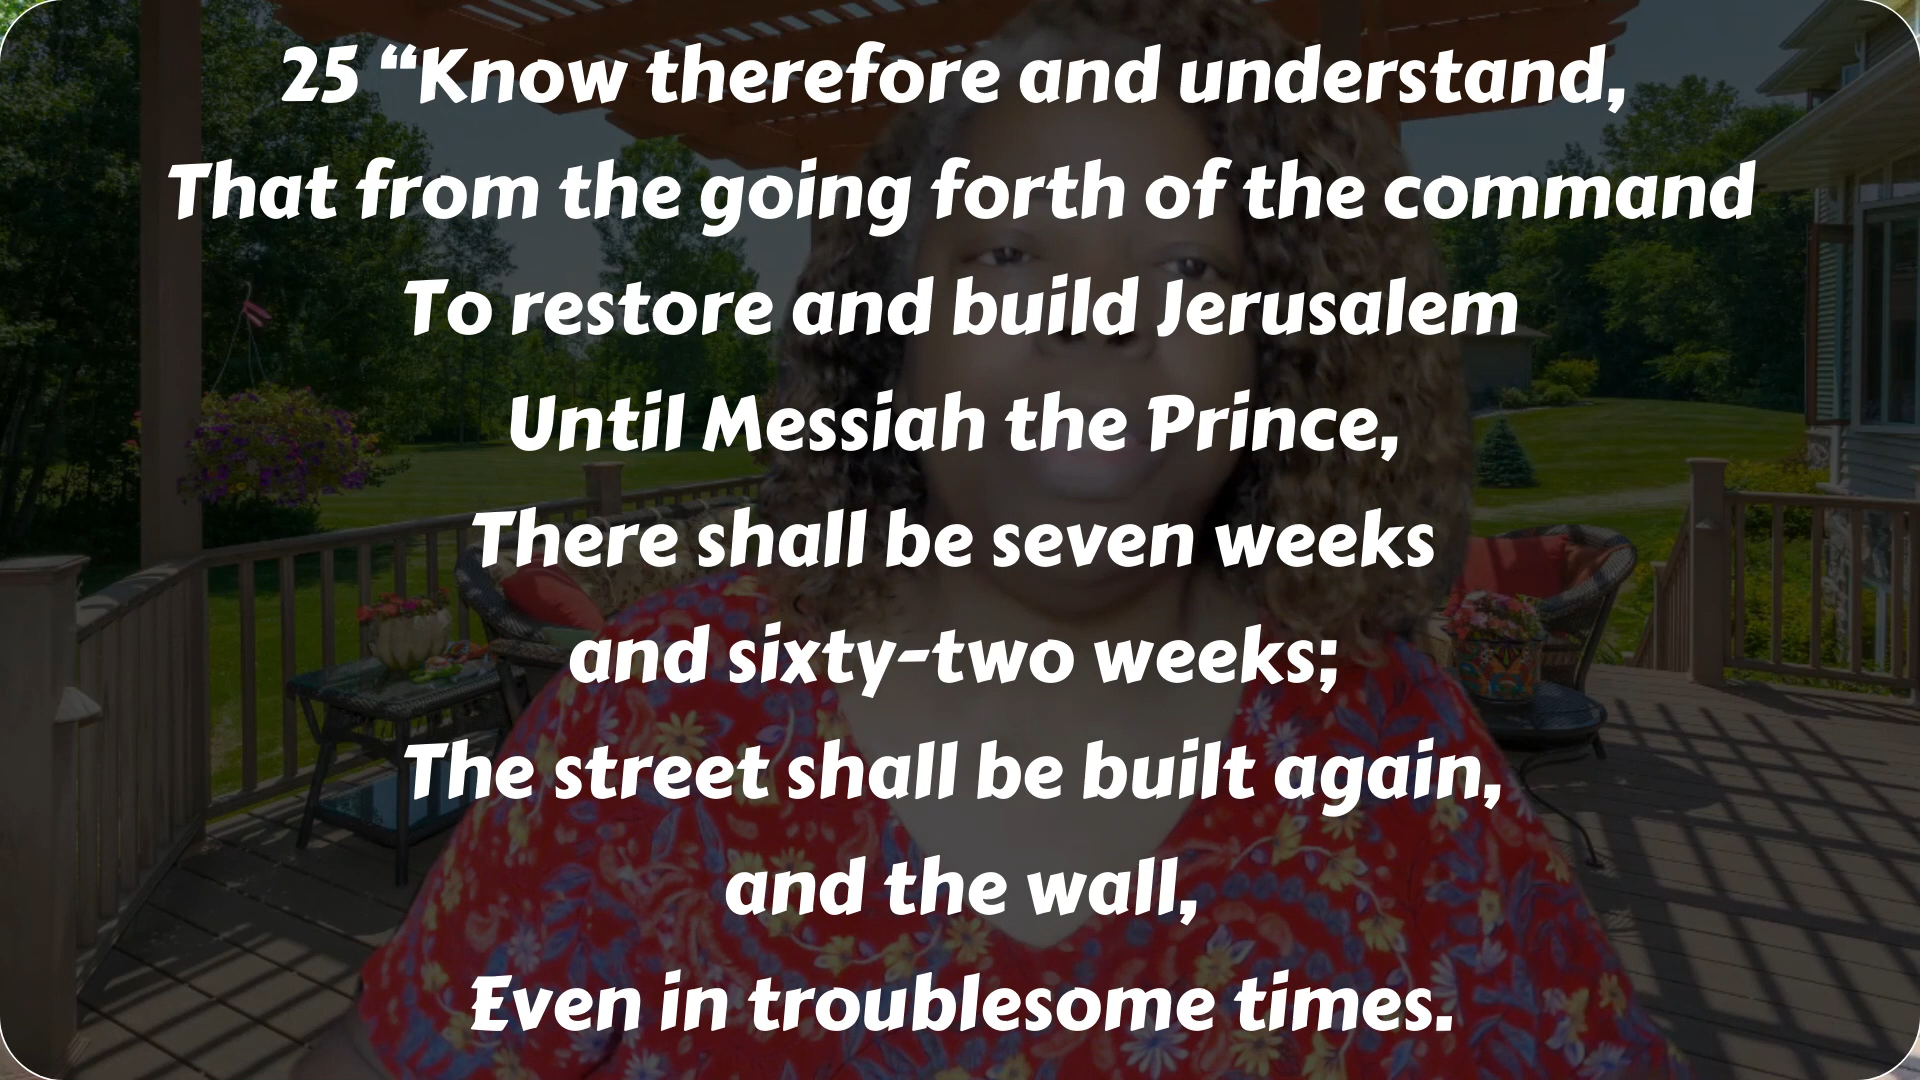 25 “Know therefore and understand,
That from the going forth of the command
To restore and build Jerusalem
Until Messiah the Prince,
There shall be seven weeks
and sixty-two weeks;
The street shall be built again,
and the wall,
Even in troublesome times.